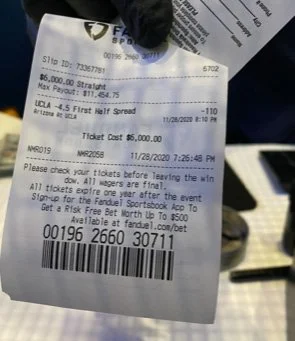 FAN
SPO
00196 2660 30711
Slip ID: 73367781 6702
$6,000.00 Straight
Max Payout: $11,454.75
UCLA -4.5 First Half Spread -110
Arizona At UCLA 11/28/2020 8:10 PM
Ticket Cost $6,000.00
NMR019 NMR2058 11/28/2020 7:26:48 PM
Please check your tickets before leaving the win
dow. All wagers are final.
All tickets expire one year after the event
Sign-up for the Fanduel Sportsbook App To
Get a Risk Free Bet Worth Up To $500
Available at fanduel.com/bet
00196 2660 30711